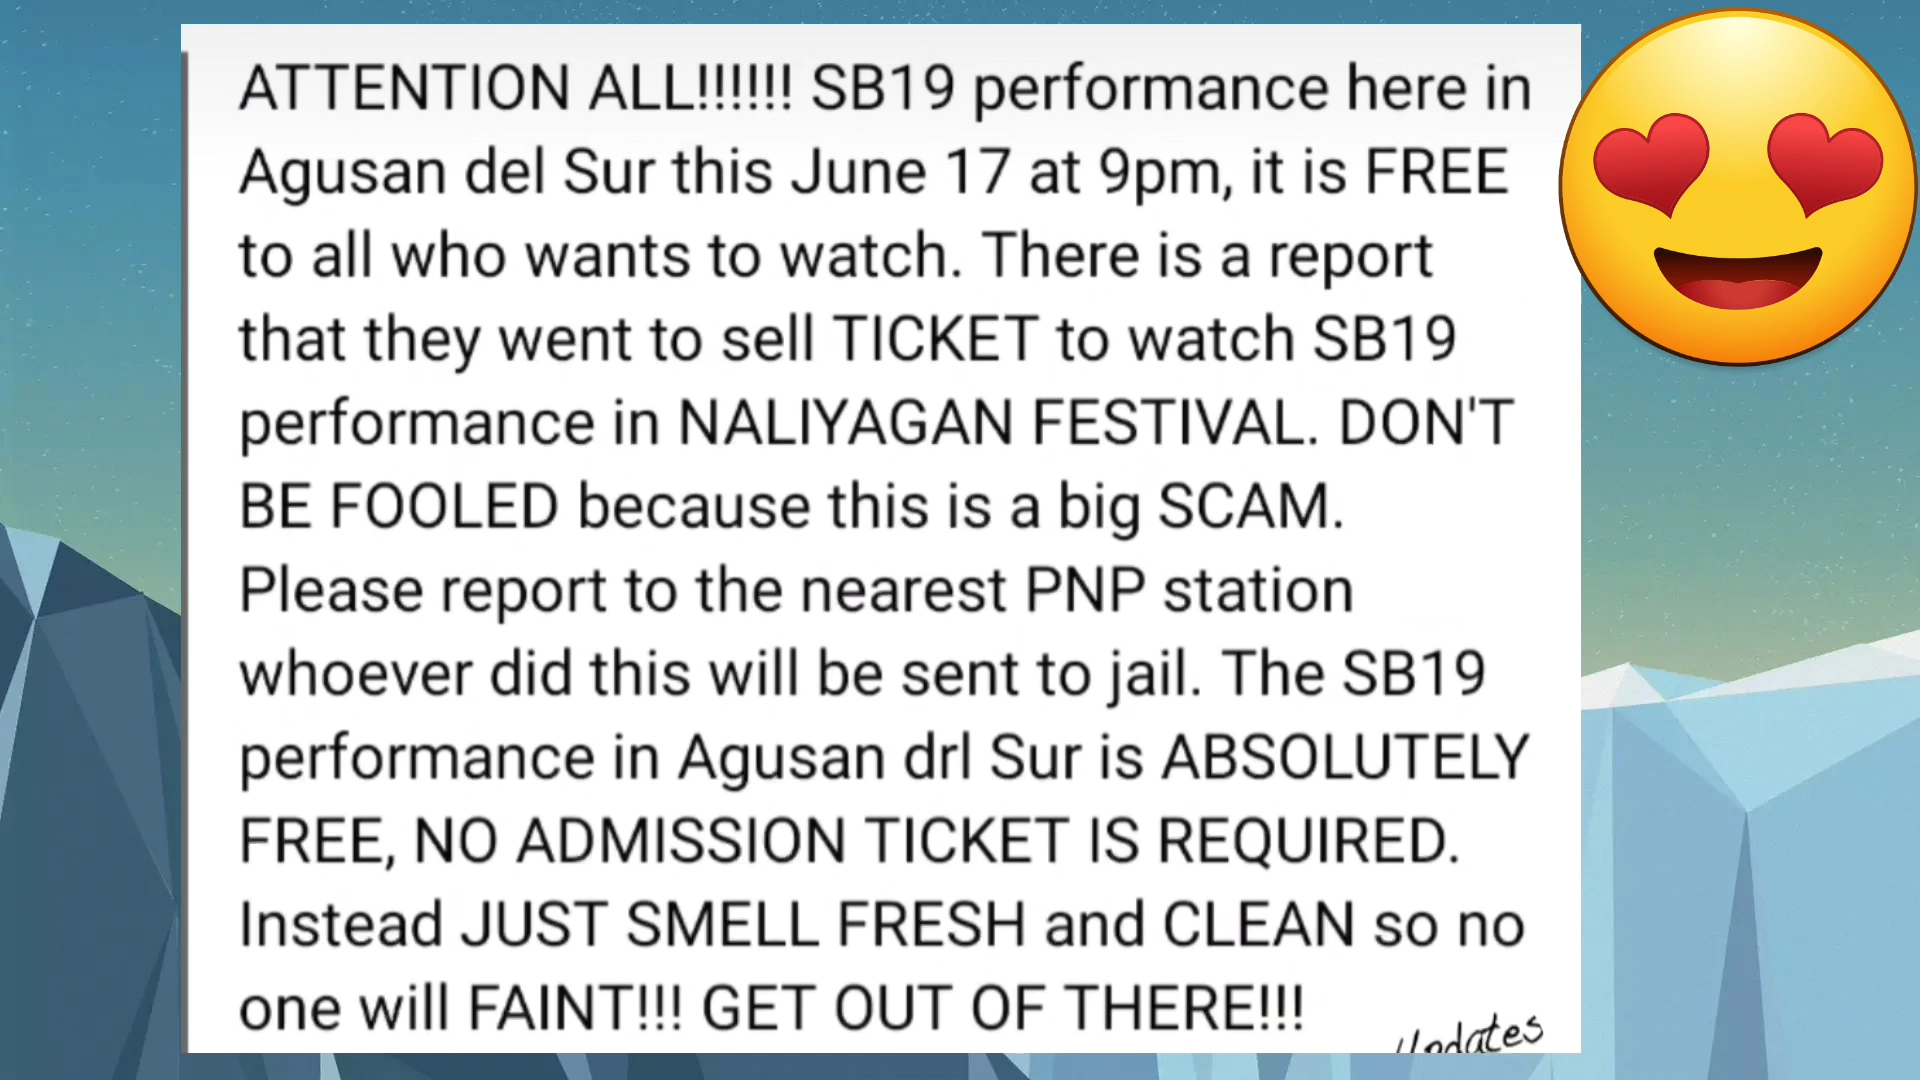 ATTENTION ALL!!!!!! SB19 performance here in
Agusan del Sur this June 17 at 9pm, it is FREE
to all who wants to watch. There is a report
that they went to sell TICKET to watch SB19
performance in NALIYAGAN FESTIVAL. DON'T
BE FOOLED because this is a big SCAM.
Please report to the nearest PNP station
whoever did this will be sent to jail. The SB19
performance in Agusan drl Sur is ABSOLUTELY
FREE, NO ADMISSION TICKET IS REQUIRED.
Instead JUST SMELL FRESH and CLEAN so no
one will FAINT!!! GET OUT OF THERE!!!
Updates